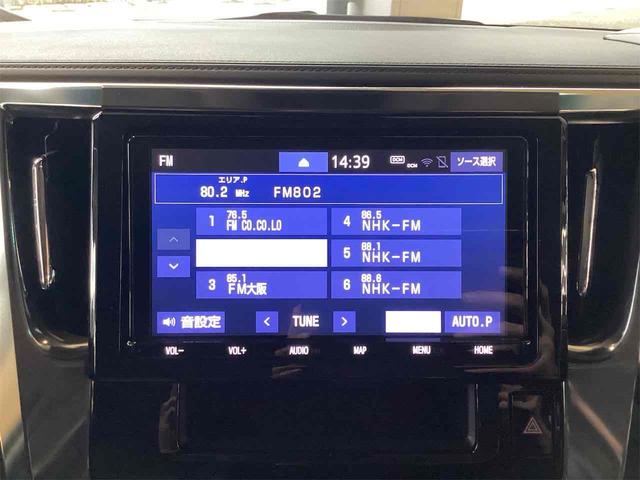 FM 14:39 DCM DCM ソース選択
エリア.P
80.2 MHz FM802
1 76.5 FM CO.CO.LO
4 86.5 NHK-FM
5 88.1 NHK-FM
3 85.1 FM大阪
6 88.6 NHK-FM
音設定 < TUNE > AUTO.P
VOL- VOL+ AUDIO MAP MENU HOME